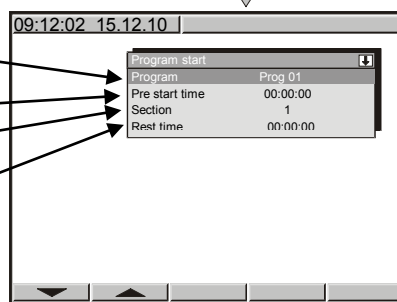 09:12:02 15.12.10
Program start
Program Prog 01
Pre start time 00:00:00
Section 1
Rest time 00:00:00